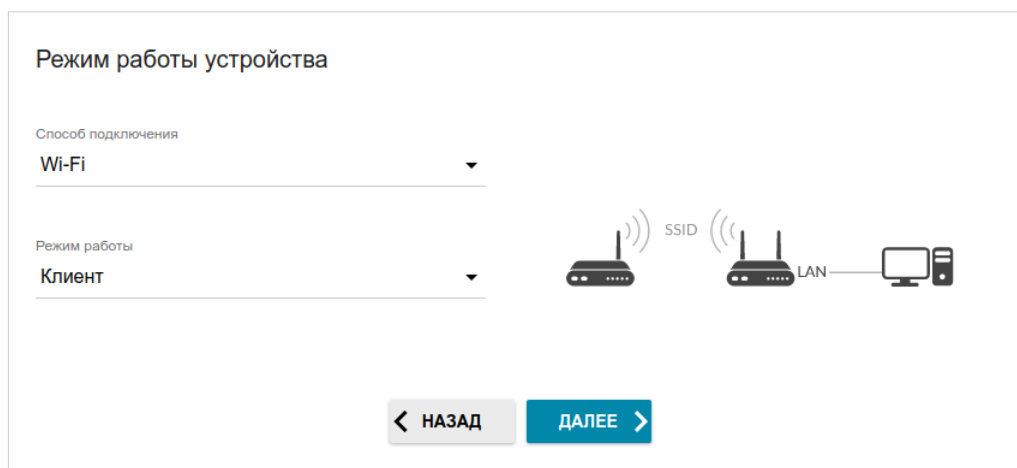 Режим работы устройства
Способ подключения
Wi-Fi
Режим работы
Клиент
SSID
LAN
НАЗАД
ДАЛЕЕ